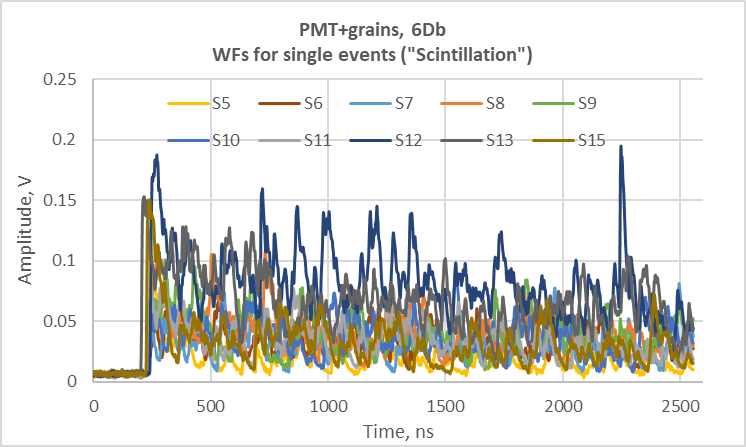 PMT+grains, 6Db
WFs for single events ("Scintillation")
0.25
S5 S6 S7 S8 S9
0.2
S10 S11 S12 S13 S15
0.15
0.1
0.05
0
Amplitude, V
0 500 1000 1500 2000 2500
Time, ns